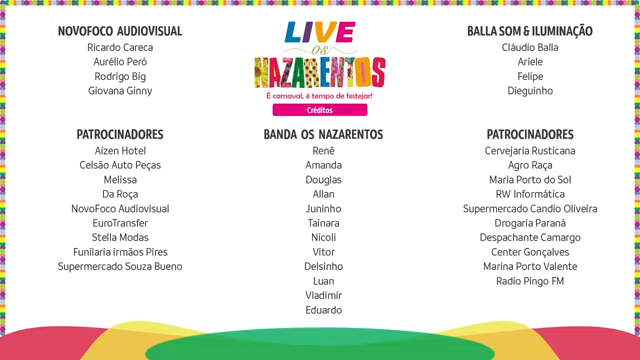 NOVOFOCO AUDIOVISUAL
Ricardo Careca
Aurélio Peró
Rodrigo Big
Giovana Ginny
LIVE
os
NAZARENTOS
É carnaval, é tempo de festejar!
Créditos
BALLA SOM & ILUMINAÇÃO
Cláudio Balla
Ariele
Felipe
Dieguinho
PATROCINADORES
Aizen Hotel
Celsão Auto Peças
Melissa
Da Roça
NovoFoco Audiovisual
EuroTransfer
Stella Modas
Funilaria irmãos Pires
Supermercado Souza Bueno
BANDA OS NAZARENTOS
Renê
Amanda
Douglas
Allan
Juninho
Tainara
Nicoli
Vitor
Delsinho
Luan
Vladimir
Eduardo
PATROCINADORES
Cervejaria Rusticana
Agro Raça
Maria Porto do Sol
RW Informática
Supermercado Candio Oliveira
Drogaria Paraná
Despachante Camargo
Center Gonçalves
Marina Porto Valente
Radio Pingo FM